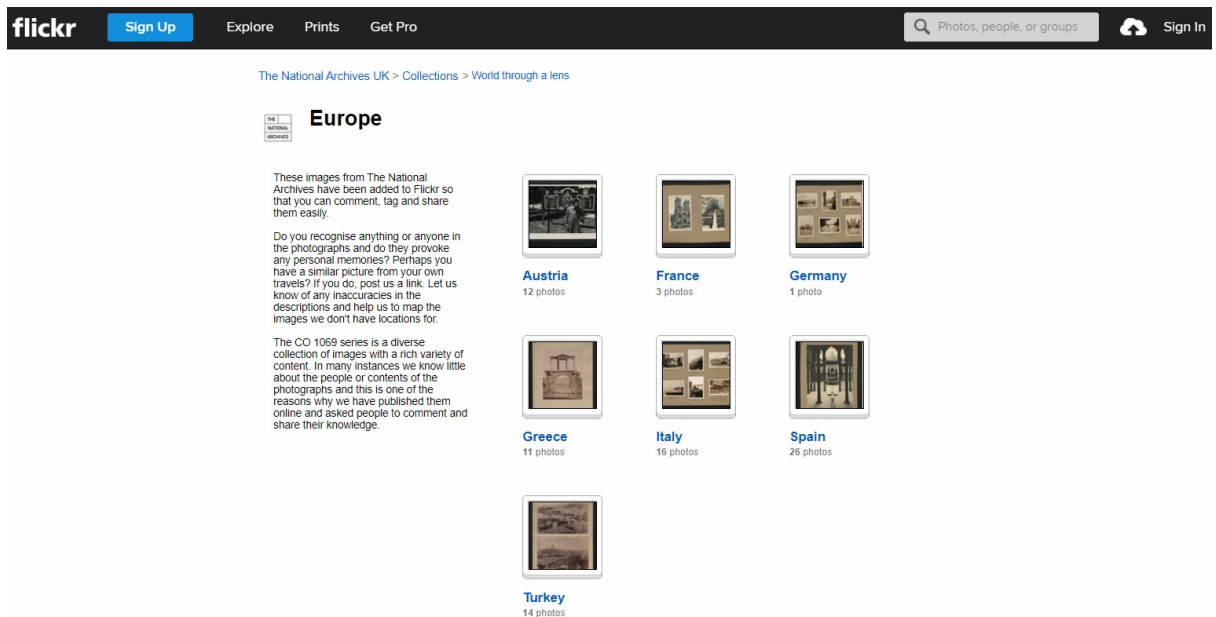 flickr Sign Up Explore Prints Get Pro Photos, people, or groups Sign In
The National Archives UK > Collections > World through a lens
THE
NATIONAL
ARCHIVES
Europe
These images from The National
Archives have been added to Flickr so
that you can comment, tag and share
them easily.
Do you recognise anything or anyone in
the photographs and do they provoke
any personal memories? Perhaps you
have a similar picture from your own
travels? If you do, post us a link. Let us
know of any inaccuracies in the
descriptions and help us to map the
images we don't have locations for.
The CO 1069 series is a diverse
collection of images with a rich variety of
content. In many instances we know little
about the people or contents of the
photographs and this is one of the
reasons why we have published them
online and asked people to comment and
share their knowledge.
Austria
12 photos
France
3 photos
Germany
1 photo
Greece
11 photos
Italy
16 photos
Spain
26 photos
Turkey
14 photos